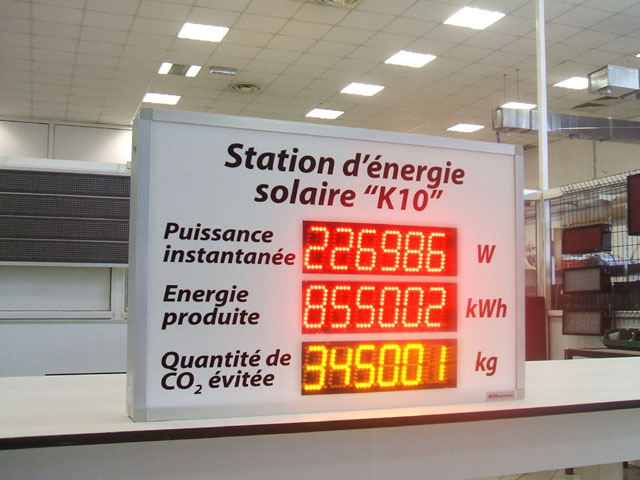 Station d'énergie
solaire "K10"
Puissance
instantanée 226986 W
Energie
produite 855002 kWh
Quantité de
CO₂ évitée 345001 kg